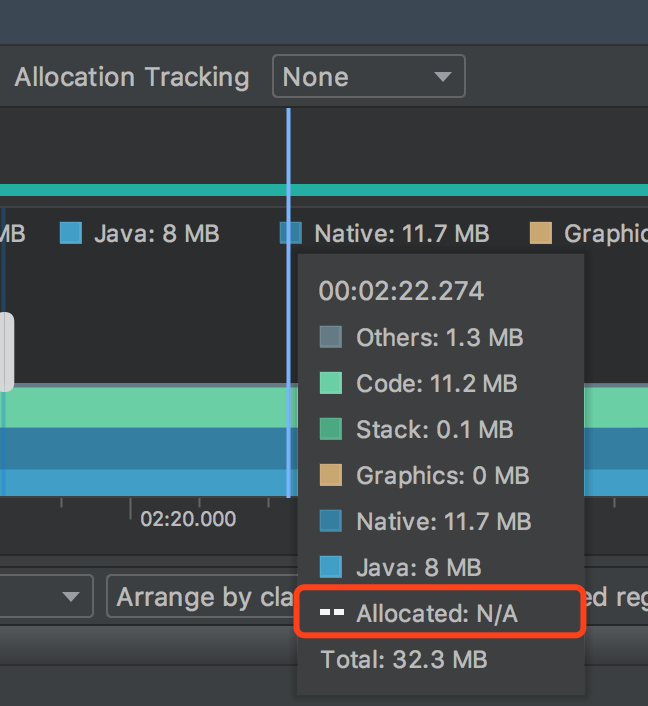 Allocation Tracking None
MB Java: 8 MB Native: 11.7 MB Graphic
00:02:22.274
Others: 1.3 MB
Code: 11.2 MB
Stack: 0.1 MB
Graphics: 0 MB
Native: 11.7 MB
02:20.000
Java: 8 MB
Arrange by cla
ed reg
Allocated: N/A
Total: 32.3 MB